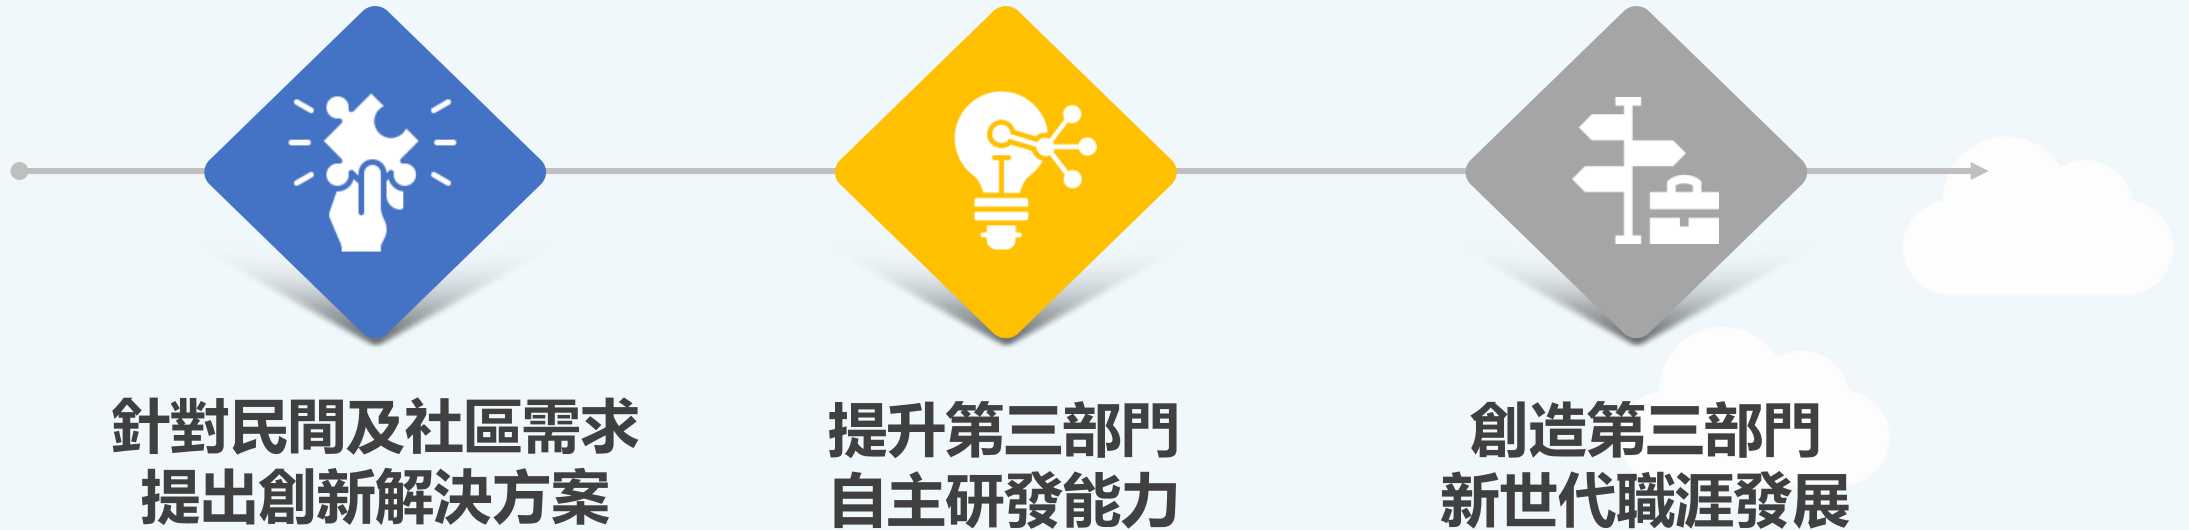 針對民間及社區需求
提出創新解決方案
提升第三部門
自主研發能力
創造第三部門
新世代職涯發展